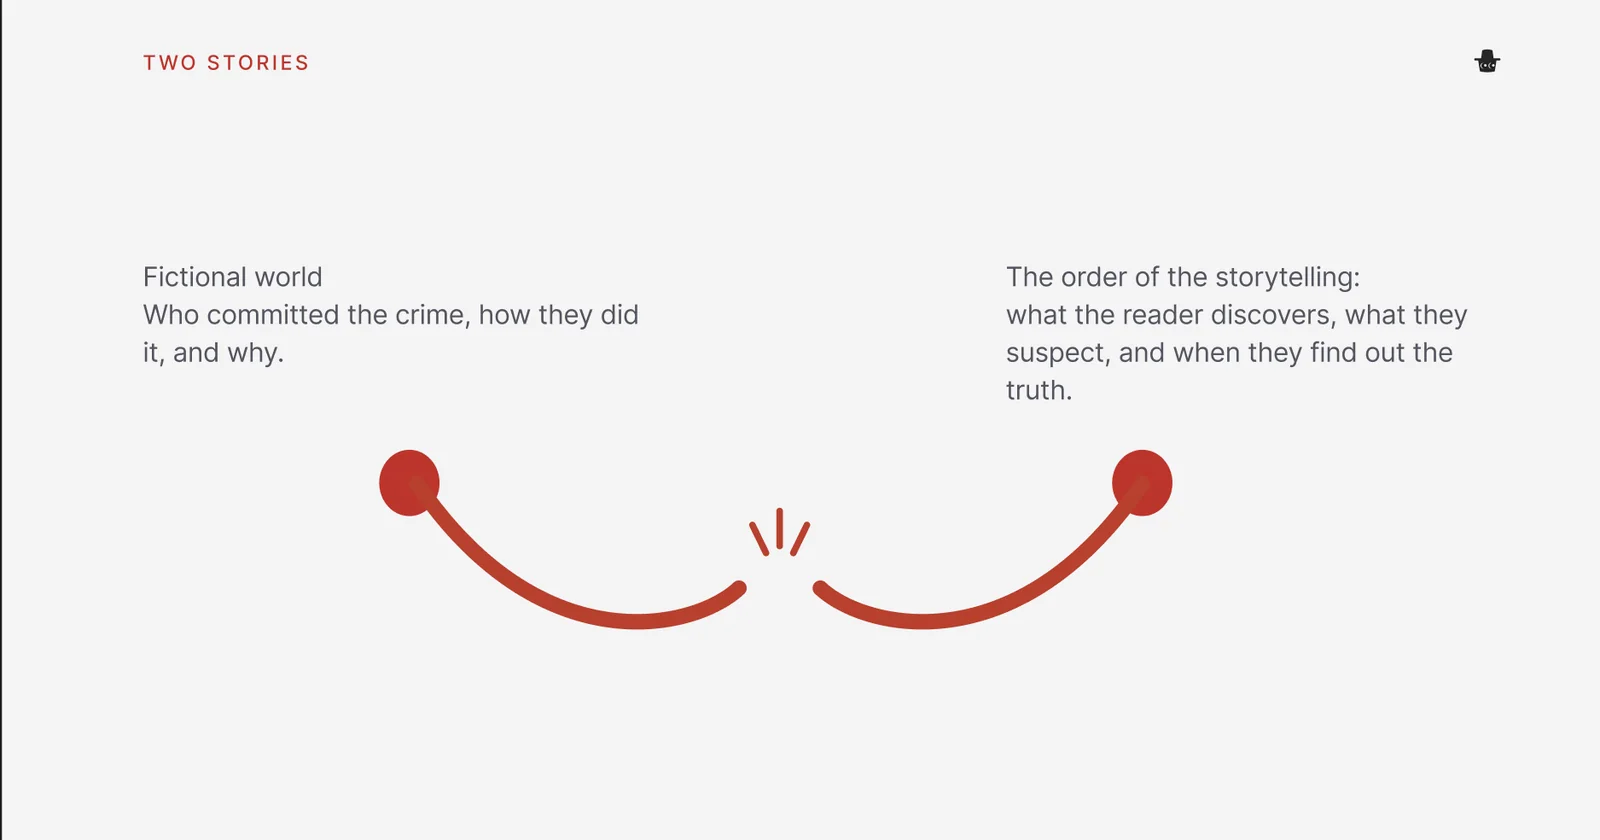 TWO STORIES
Fictional world
Who committed the crime, how they did
it, and why.
The order of the storytelling:
what the reader discovers, what they
suspect, and when they find out the
truth.